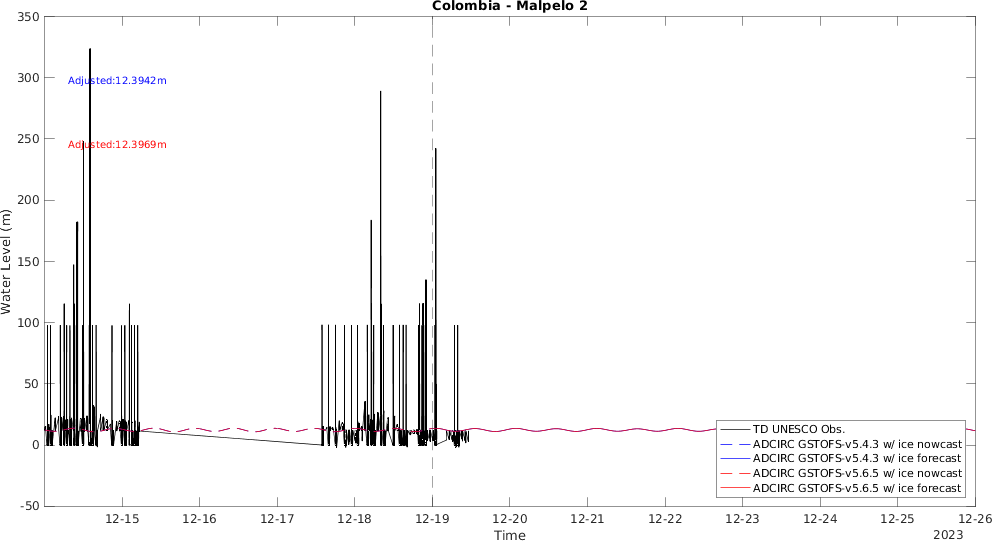 Colombia - Malpelo 2
350
300
250
200
150
100
50
0
-50
Water Level (m)
Adjusted:12.3942m
Adjusted:12.3969m
TD UNESCO Obs.
ADCIRC GSTOFS-v5.4.3 w/ ice nowcast
ADCIRC GSTOFS-v5.4.3 w/ ice forecast
ADCIRC GSTOFS-v5.6.5 w/ ice nowcast
ADCIRC GSTOFS-v5.6.5 w/ ice forecast
12-15 12-16 12-17 12-18 12-19 12-20 12-21 12-22 12-23 12-24 12-25 12-26
Time
2023